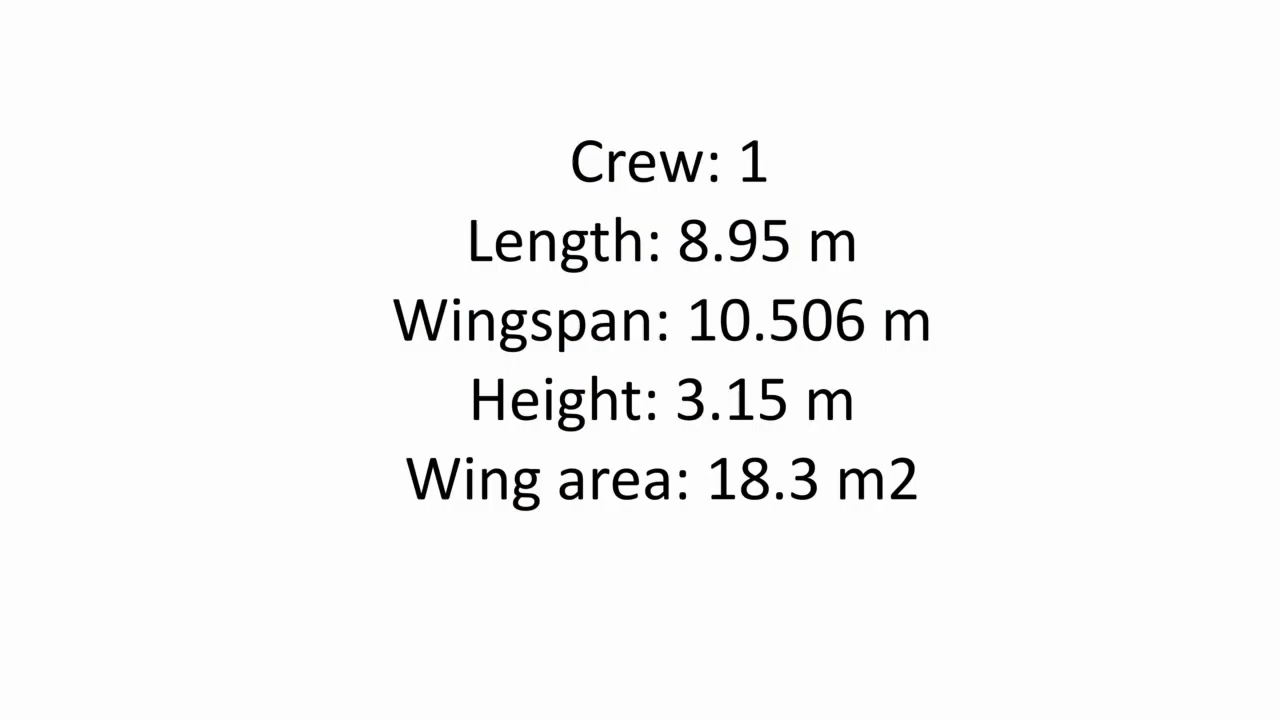 Crew: 1
Length: 8.95 m
Wingspan: 10.506 m
Height: 3.15 m
Wing area: 18.3 m2